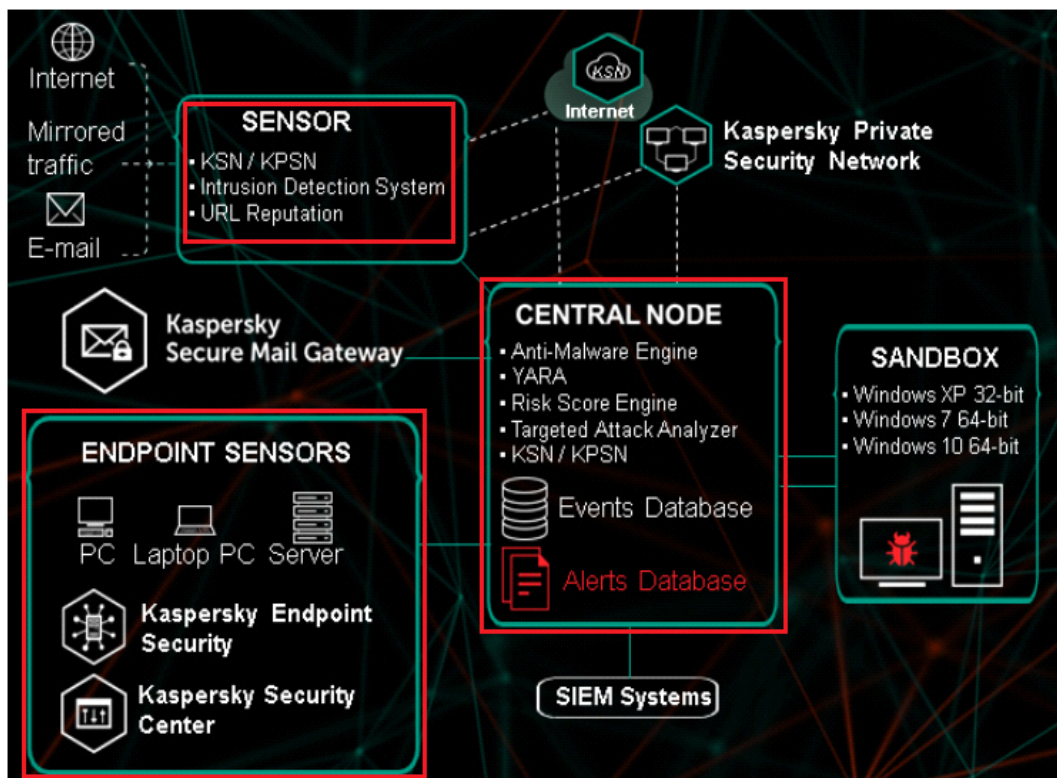 Internet
Mirrored
traffic
E-mail
SENSOR
▪ KSN / KPSN
▪ Intrusion Detection System
▪ URL Reputation
KSN
Internet
Kaspersky Private
Security Network
Kaspersky
Secure Mail Gateway
CENTRAL NODE
▪ Anti-Malware Engine
▪ YARA
▪ Risk Score Engine
▪ Targeted Attack Analyzer
▪ KSN / KPSN
Events Database
Alerts Database
SANDBOX
▪ Windows XP 32-bit
▪ Windows 7 64-bit
▪ Windows 10 64-bit
ENDPOINT SENSORS
PC Laptop PC Server
Kaspersky Endpoint
Security
Kaspersky Security
Center
SIEM Systems